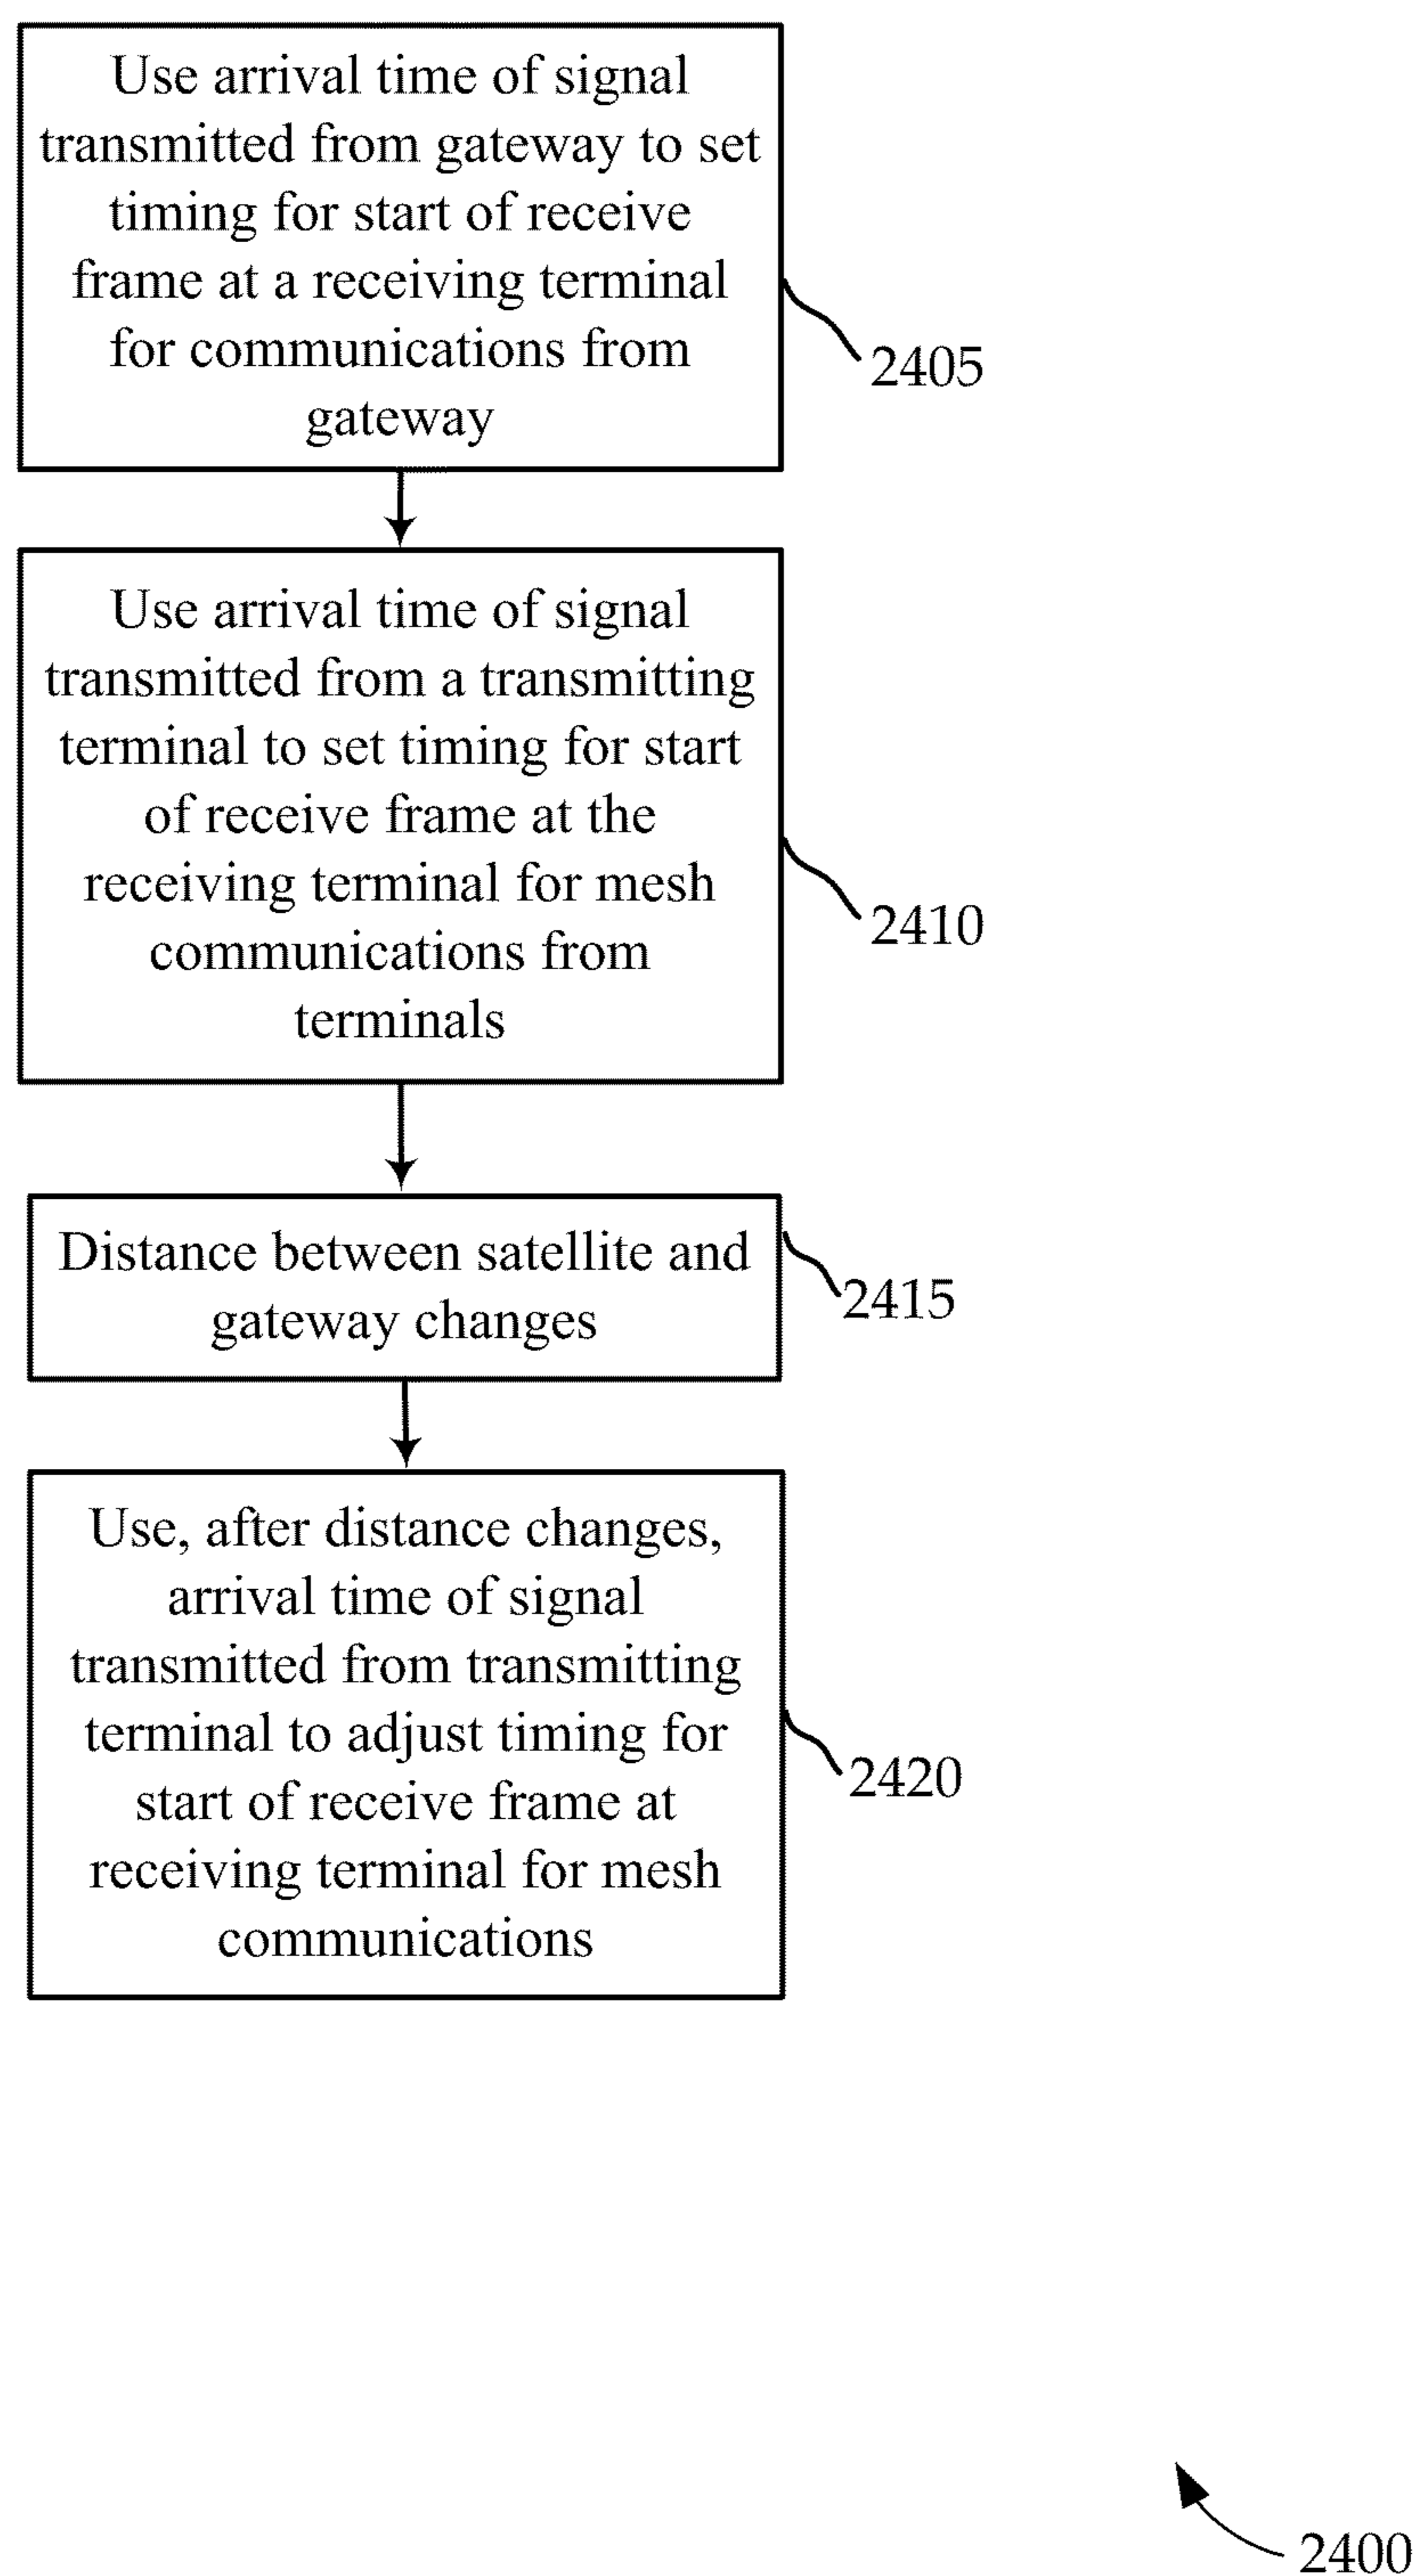 Use arrival time of signal
transmitted from gateway to set
timing for start of receive
frame at a receiving terminal
for communications from
gateway
2405
Use arrival time of signal
transmitted from a transmitting
terminal to set timing for start
of receive frame at the
receiving terminal for mesh
communications from
terminals
2410
Distance between satellite and
gateway changes
2415
Use, after distance changes,
arrival time of signal
transmitted from transmitting
terminal to adjust timing for
start of receive frame at
receiving terminal for mesh
communications
2420
2400